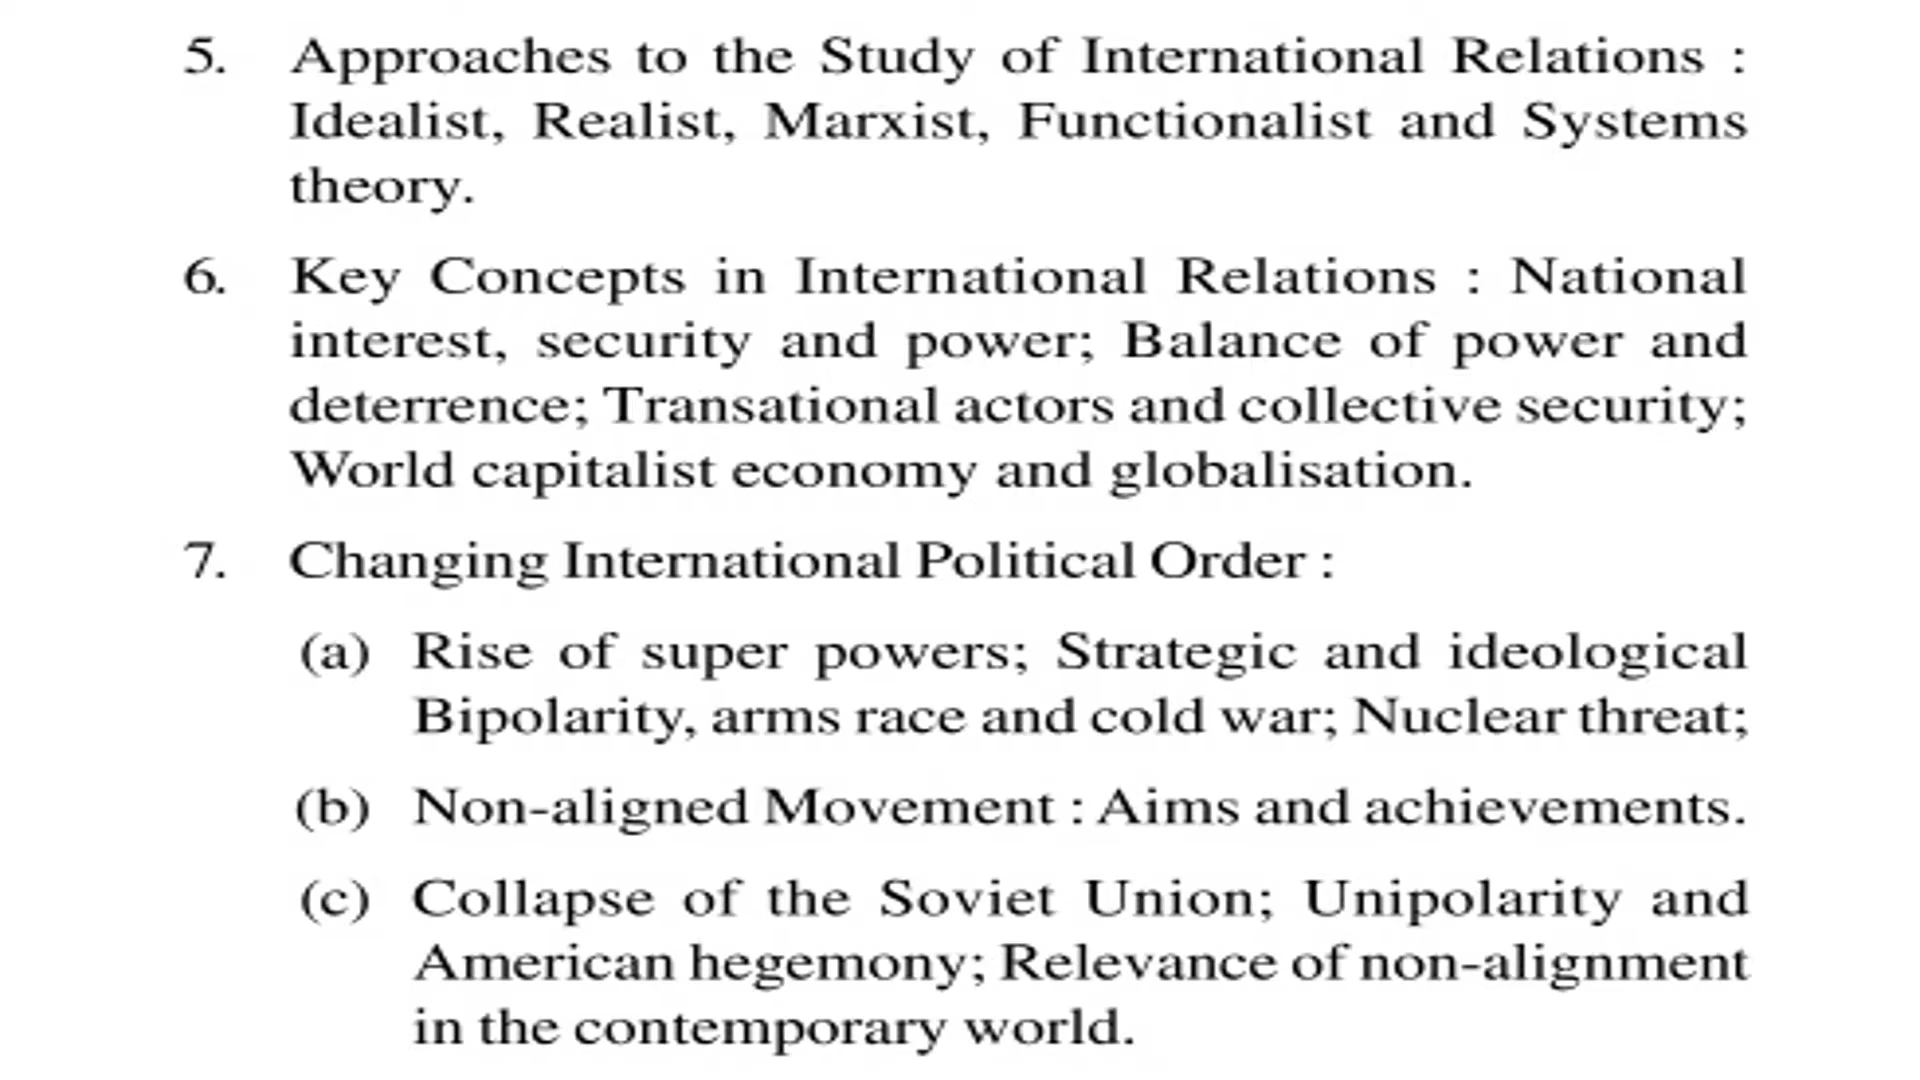 5. Approaches to the Study of International Relations :
Idealist, Realist, Marxist, Functionalist and Systems
theory.
6. Key Concepts in International Relations : National
interest, security and power; Balance of power and
deterrence; Transational actors and collective security;
World capitalist economy and globalisation.
7. Changing International Political Order :
(a) Rise of super powers; Strategic and ideological
Bipolarity, arms race and cold war; Nuclear threat;
(b) Non-aligned Movement : Aims and achievements.
(c) Collapse of the Soviet Union; Unipolarity and
American hegemony; Relevance of non-alignment
in the contemporary world.